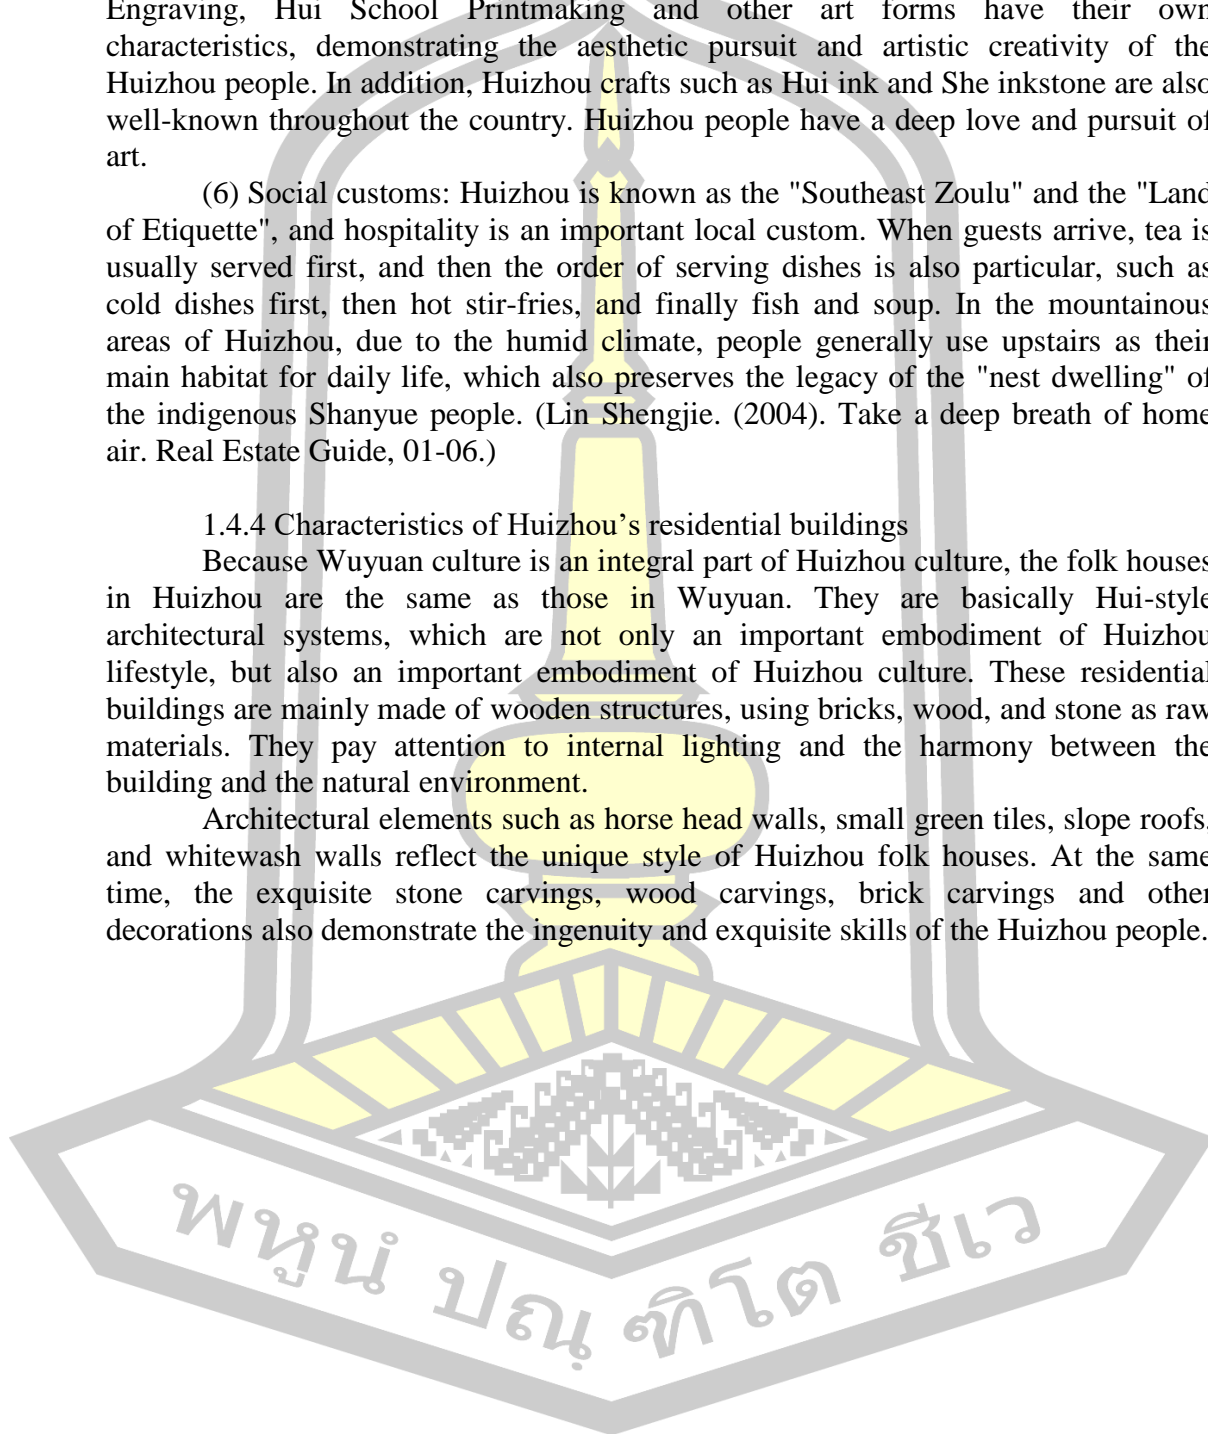 Engraving, Hui School Printmaking and other art forms have their own
characteristics, demonstrating the aesthetic pursuit and artistic creativity of the
Huizhou people. In addition, Huizhou crafts such as Hui ink and She inkstone are also
well-known throughout the country. Huizhou people have a deep love and pursuit of
art.
(6) Social customs: Huizhou is known as the "Southeast Zoulu" and the "Land
of Etiquette", and hospitality is an important local custom. When guests arrive, tea is
usually served first, and then the order of serving dishes is also particular, such as
cold dishes first, then hot stir-fries, and finally fish and soup. In the mountainous
areas of Huizhou, due to the humid climate, people generally use upstairs as their
main habitat for daily life, which also preserves the legacy of the "nest dwelling" of
the indigenous Shanyue people. (Lin Shengjie. (2004). Take a deep breath of home
air. Real Estate Guide, 01-06.)
1.4.4 Characteristics of Huizhou’s residential buildings
Because Wuyuan culture is an integral part of Huizhou culture, the folk houses
in Huizhou are the same as those in Wuyuan. They are basically Hui-style
architectural systems, which are not only an important embodiment of Huizhou
lifestyle, but also an important embodiment of Huizhou culture. These residential
buildings are mainly made of wooden structures, using bricks, wood, and stone as raw
materials. They pay attention to internal lighting and the harmony between the
building and the natural environment.
Architectural elements such as horse head walls, small green tiles, slope roofs,
and whitewash walls reflect the unique style of Huizhou folk houses. At the same
time, the exquisite stone carvings, wood carvings, brick carvings and other
decorations also demonstrate the ingenuity and exquisite skills of the Huizhou people.
พหูนํ ปณฺฑิโต ชีเว